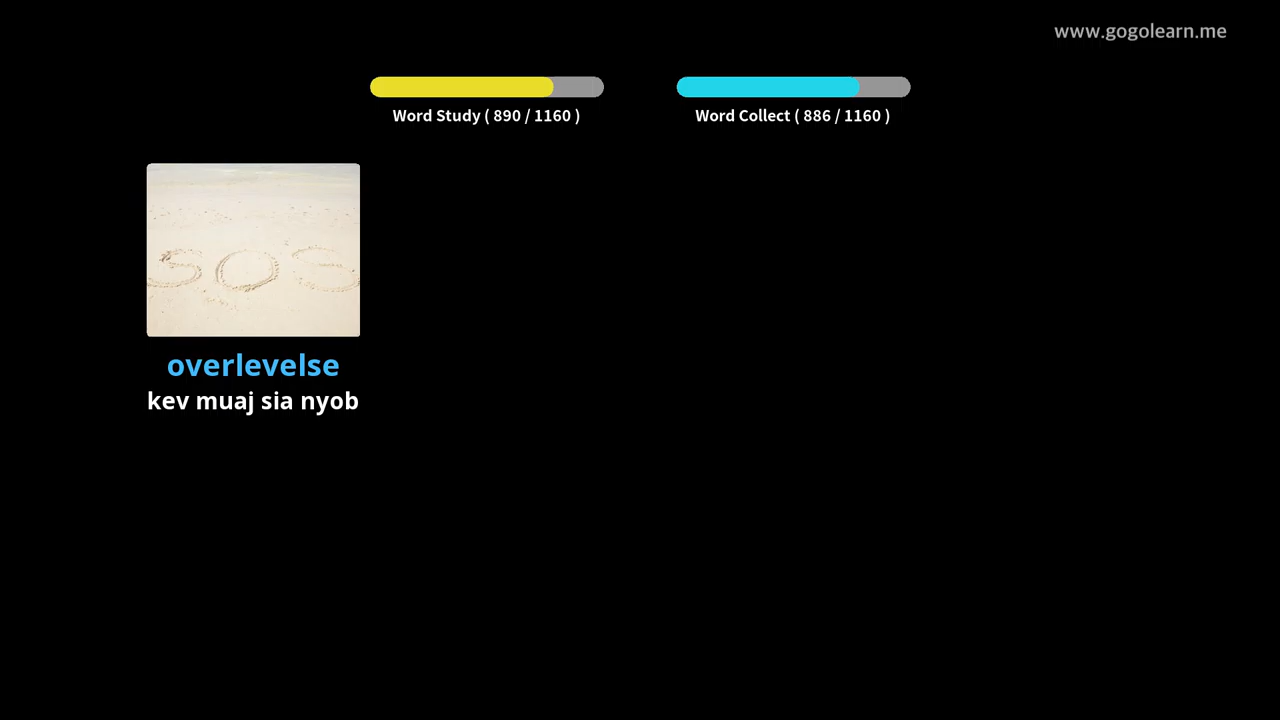 www.gogolearn.me
Word Study ( 890 / 1160 )
Word Collect ( 886 / 1160 )
SOS
overlevelse
kev muaj sia nyob